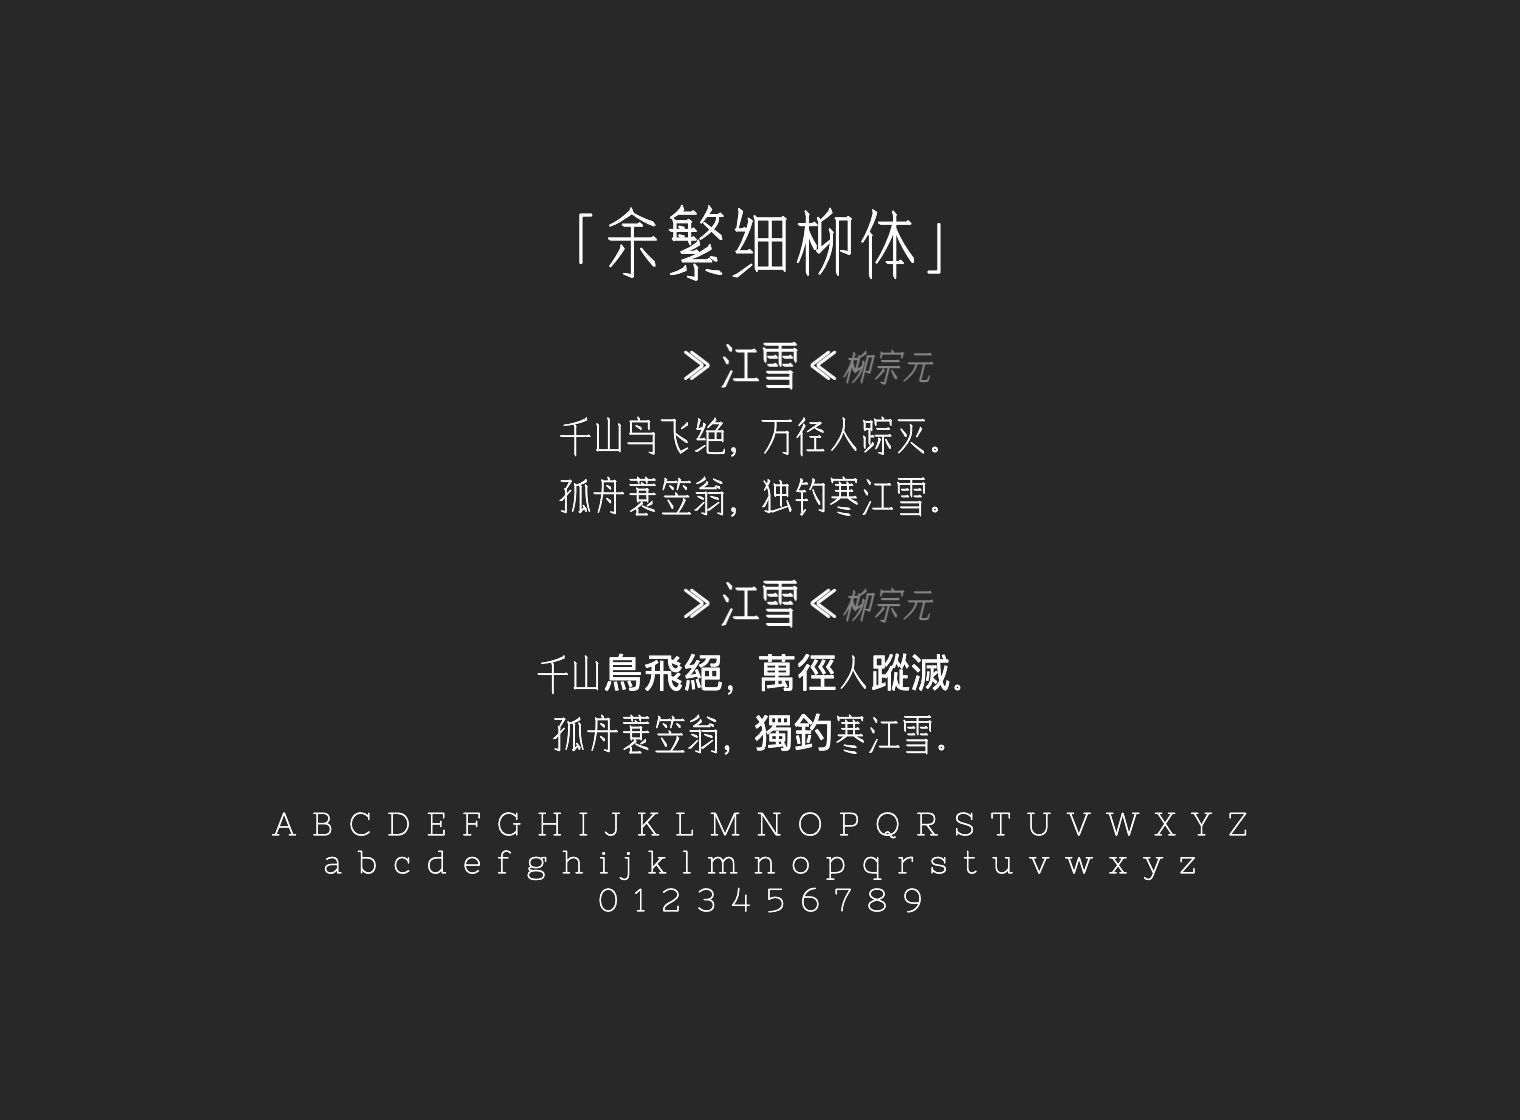 「余繁细柳体」
》江雪《 柳宗元
千山鸟飞绝，万径人踪灭。
孤舟蓑笠翁，独钓寒江雪。
》江雪《 柳宗元
千山鳥飛絕，萬徑人蹤滅。
孤舟蓑笠翁，獨釣寒江雪。
A B C D E F G H I J K L M N O P Q R S T U V W X Y Z
a b c d e f g h i j k l m n o p q r s t u v w x y z
0 1 2 3 4 5 6 7 8 9